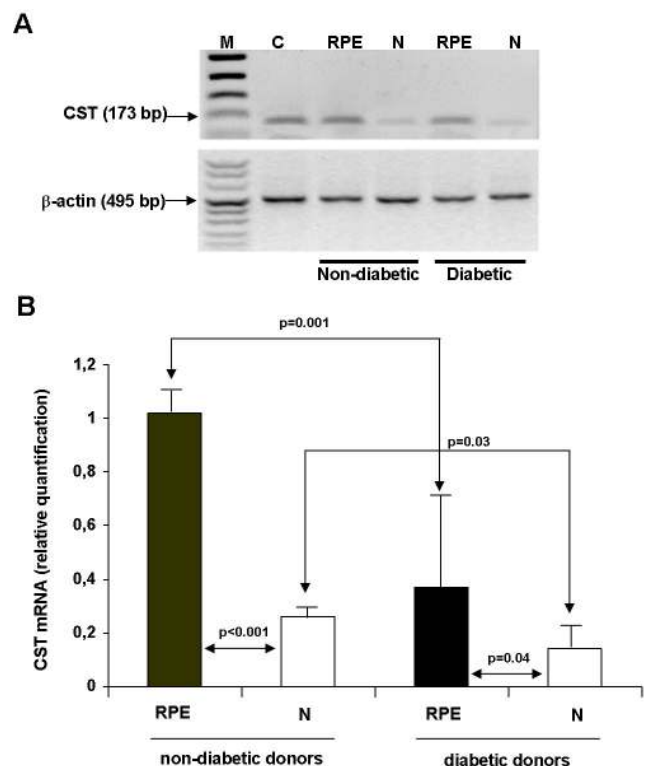 A
M C RPE N RPE N
CST (173 bp)
β-actin (495 bp)
Non-diabetic Diabetic
B
p=0.001
1,2
1
0,8
0,6
0,4
0,2
0
CST mRNA (relative quantification)
p=0.03
p<0.001
p=0.04
RPE N RPE N
non-diabetic donors diabetic donors